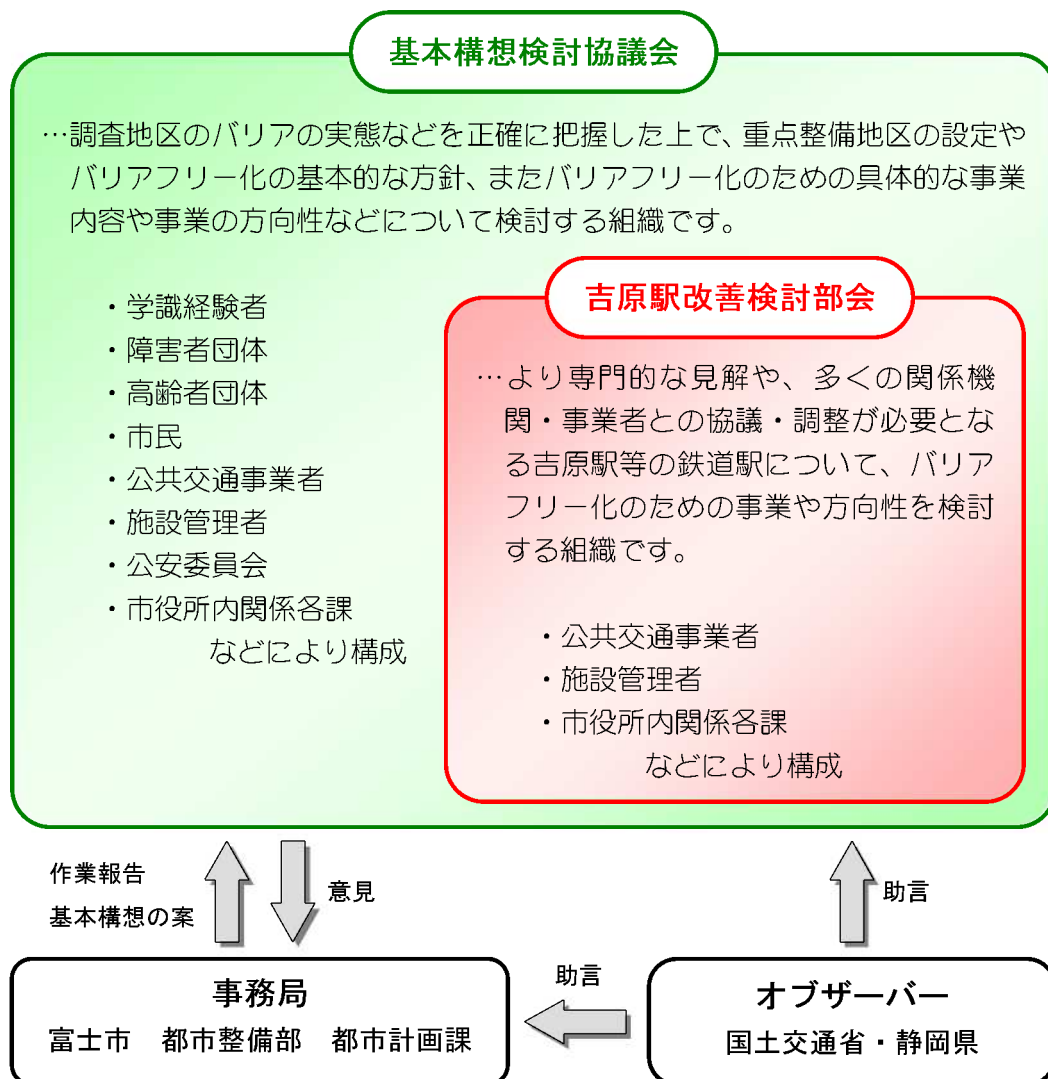 基本構想検討協議会
…調査地区のバリアの実態などを正確に把握した上で、重点整備地区の設定や
バリアフリー化の基本的な方針、またバリアフリー化のための具体的な事業
内容や事業の方向性などについて検討する組織です。
・学識経験者
・障害者団体
・高齢者団体
・市民
・公共交通事業者
・施設管理者
・公安委員会
・市役所内関係各課
などにより構成
吉原駅改善検討部会
…より専門的な見解や、多くの関係機
関・事業者との協議・調整が必要とな
る吉原駅等の鉄道駅について、バリア
フリー化のための事業や方向性を検討
する組織です。
・公共交通事業者
・施設管理者
・市役所内関係各課
などにより構成
作業報告
基本構想の案
意見
助言
事務局
富士市　都市整備部　都市計画課
助言
オブザーバー
国土交通省・静岡県